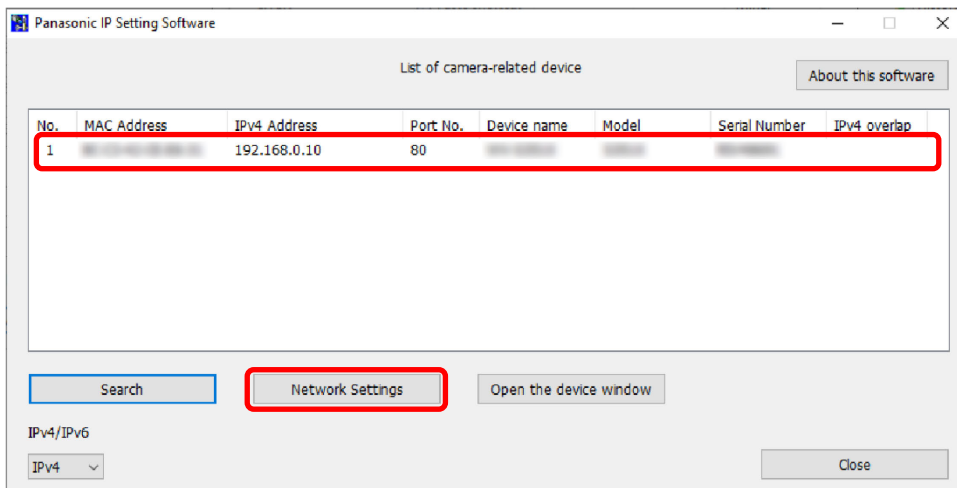 Panasonic IP Setting Software
List of camera-related device
About this software
No. MAC Address IPv4 Address Port No. Device name Model Serial Number IPv4 overlap
1 192.168.0.10 80
Search Network Settings Open the device window
IPv4/IPv6
IPv4
Close